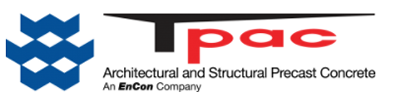 Tpac
Architectural and Structural Precast Concrete
An EnCon Company